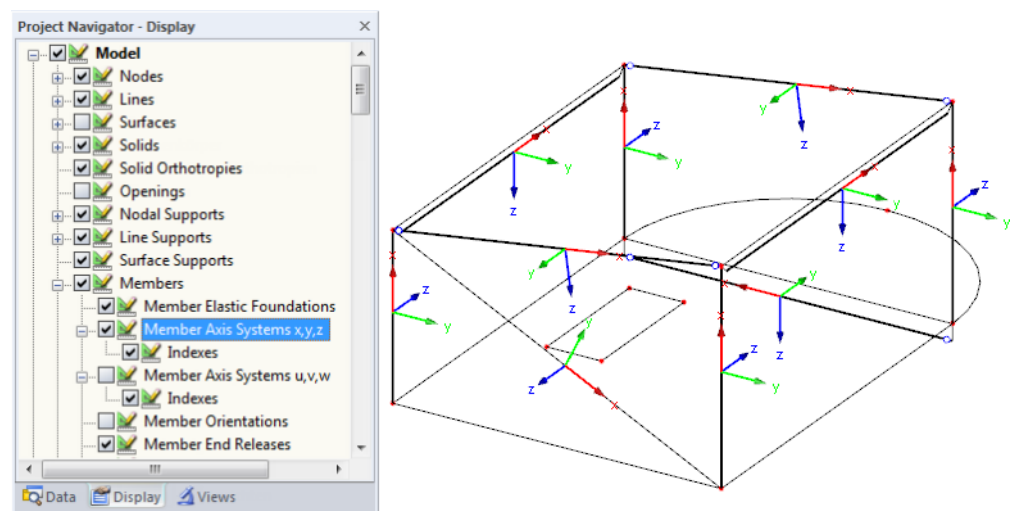 Project Navigator - Display
Model
Nodes
Lines
Surfaces
Solids
Solid Orthotropies
Openings
Nodal Supports
Line Supports
Surface Supports
Members
Member Elastic Foundations
Member Axis Systems x,y,z
Indexes
Member Axis Systems u,v,w
Indexes
Member Orientations
Member End Releases
Data Display Views
x
y
z
x
y
z
x
y
z
x
y
z
x
y
z
x
y
z
x
y
z
x
y
z
x
y
z
x
y
z